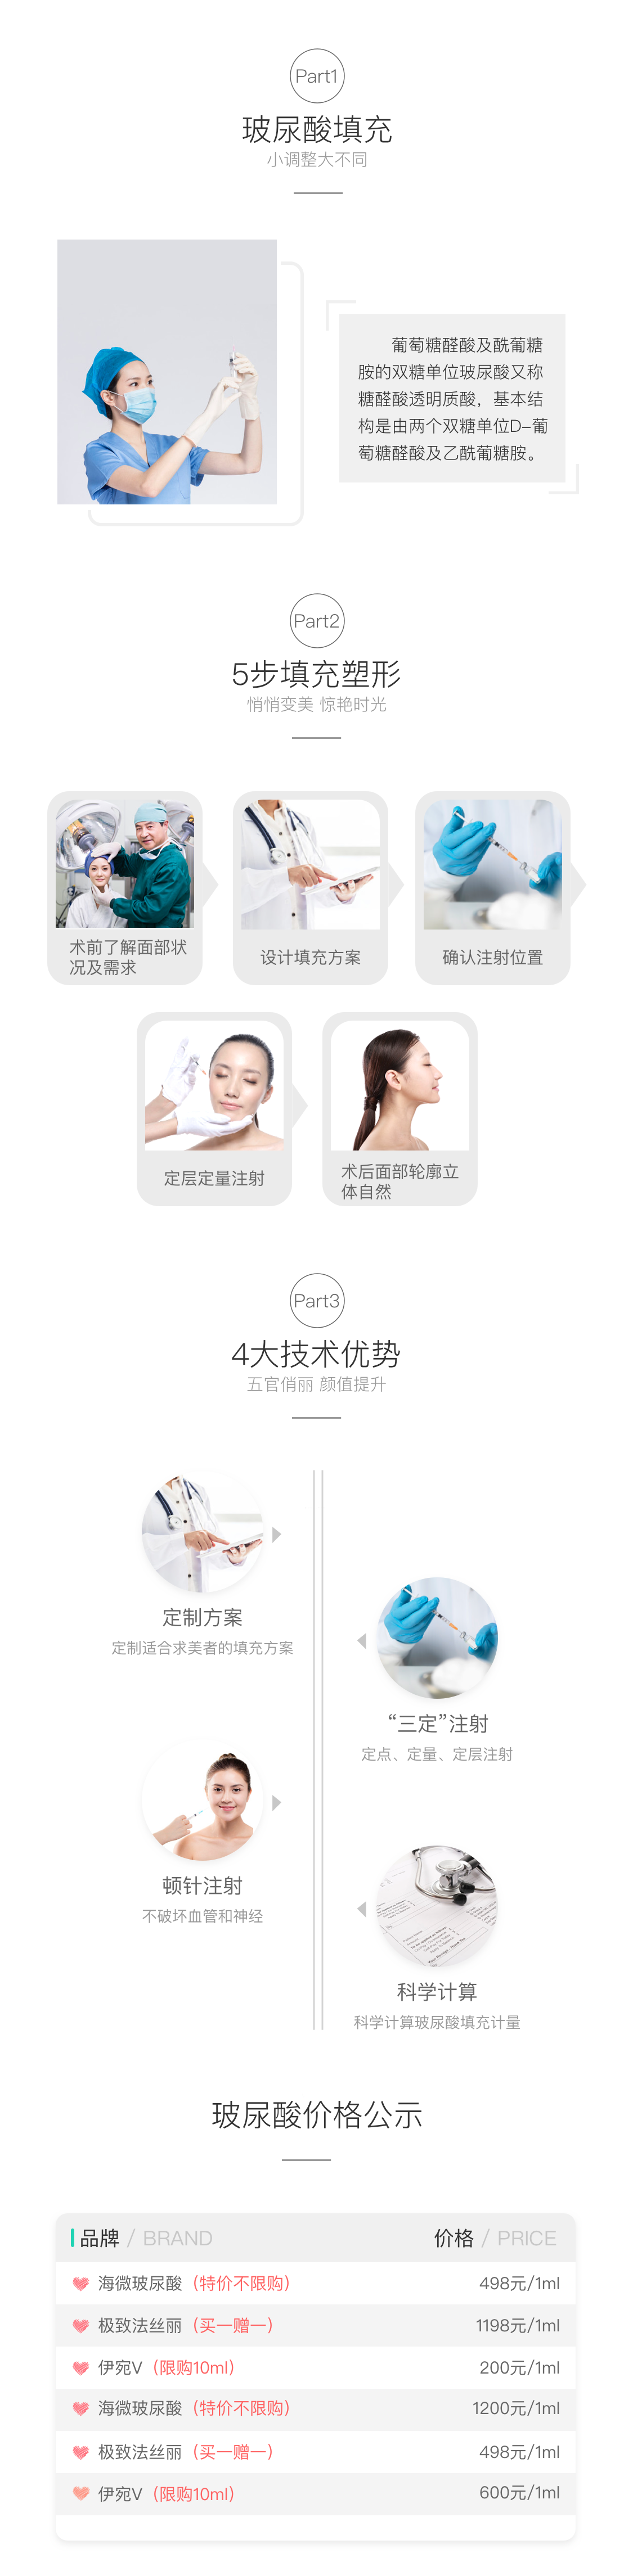 Part1
玻尿酸填充
小调整大不同
葡萄糖醛酸及酰葡糖
胺的双糖单位玻尿酸又称
糖醛酸透明质酸，基本结
构是由两个双糖单位D-葡
萄糖醛酸及乙酰葡糖胺。
Part2
5步填充塑形
悄悄变美 惊艳时光
术前了解面部状
况及需求
设计填充方案
确认注射位置
定层定量注射
术后面部轮廓立
体自然
Part3
4大技术优势
五官俏丽 颜值提升
定制方案
定制适合求美者的填充方案
“三定”注射
定点、定量、定层注射
顿针注射
不破坏血管和神经
科学计算
科学计算玻尿酸填充计量
玻尿酸价格公示
品牌 / BRAND 价格 / PRICE
海微玻尿酸（特价不限购） 498元/1ml
极致法丝丽（买一赠一） 1198元/1ml
伊宛V（限购10ml） 200元/1ml
海微玻尿酸（特价不限购） 1200元/1ml
极致法丝丽（买一赠一） 498元/1ml
伊宛V（限购10ml） 600元/1ml